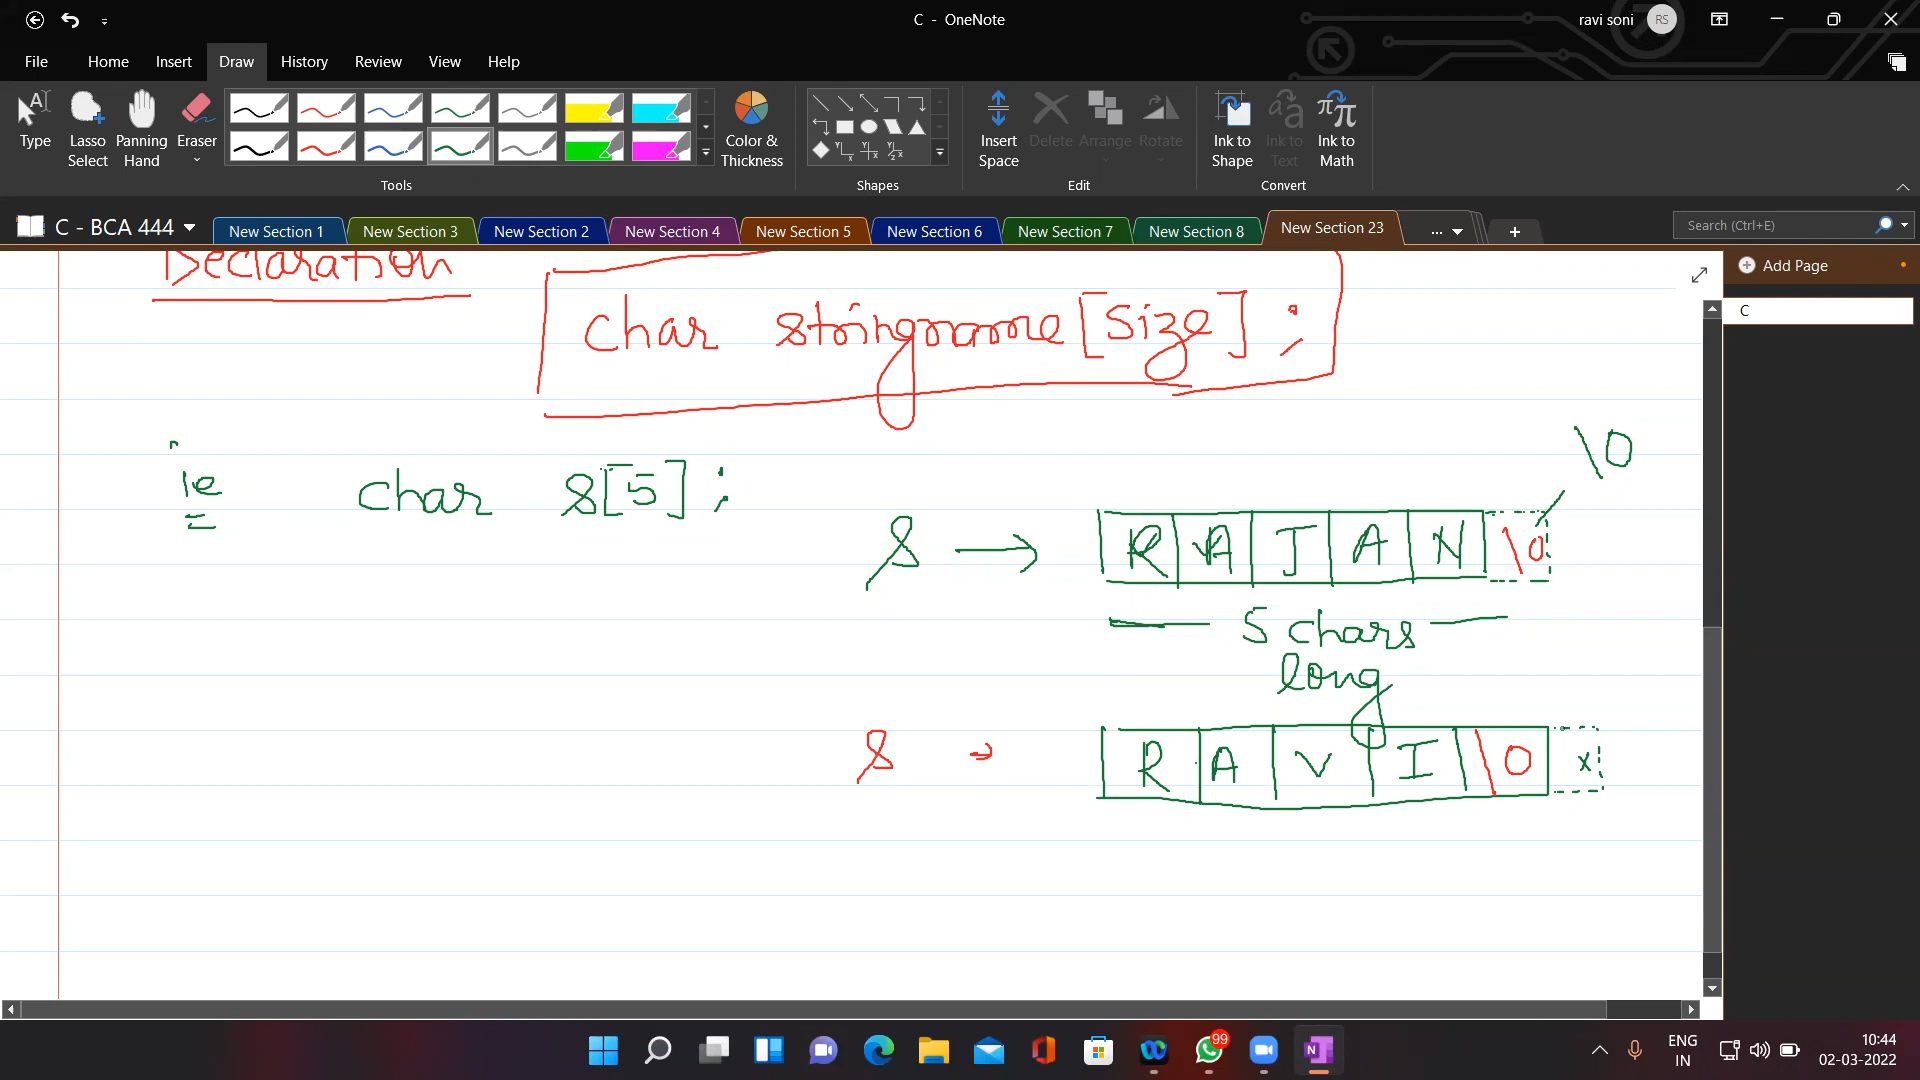 C - OneNote
ravi soni RS
File Home Insert Draw History Review View Help
Type Lasso Select Panning Hand Eraser Color & Thickness Insert Space Delete Arrange Rotate Ink to Shape Ink to Text Ink to Math
Tools Shapes Edit Convert
C - BCA 444 New Section 1 New Section 3 New Section 2 New Section 4 New Section 5 New Section 6 New Section 7 New Section 8 New Section 23 ... + Search (Ctrl+E)
Add Page
C
Declaration
char stringname[size] ;
ie char s[5] ;
\0
s → R A J A N \0
5 chars
long
s → R A V I \0 x
99
ENG
IN
10:44
02-03-2022